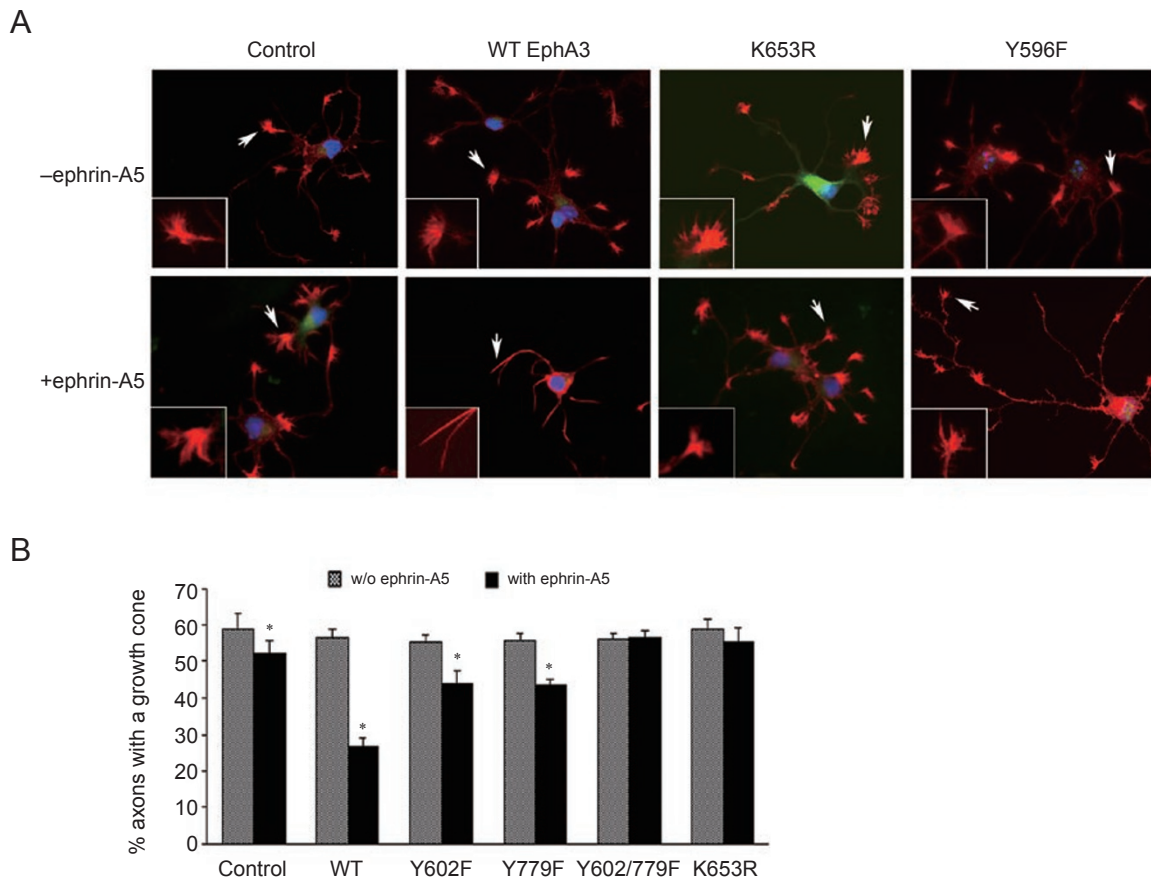 A
Control WT EphA3 K653R Y596F
–ephrin-A5
+ephrin-A5
B
w/o ephrin-A5 with ephrin-A5
% axons with a growth cone
70
60
50
40
30
20
10
0
* * * *
Control WT Y602F Y779F Y602/779F K653R